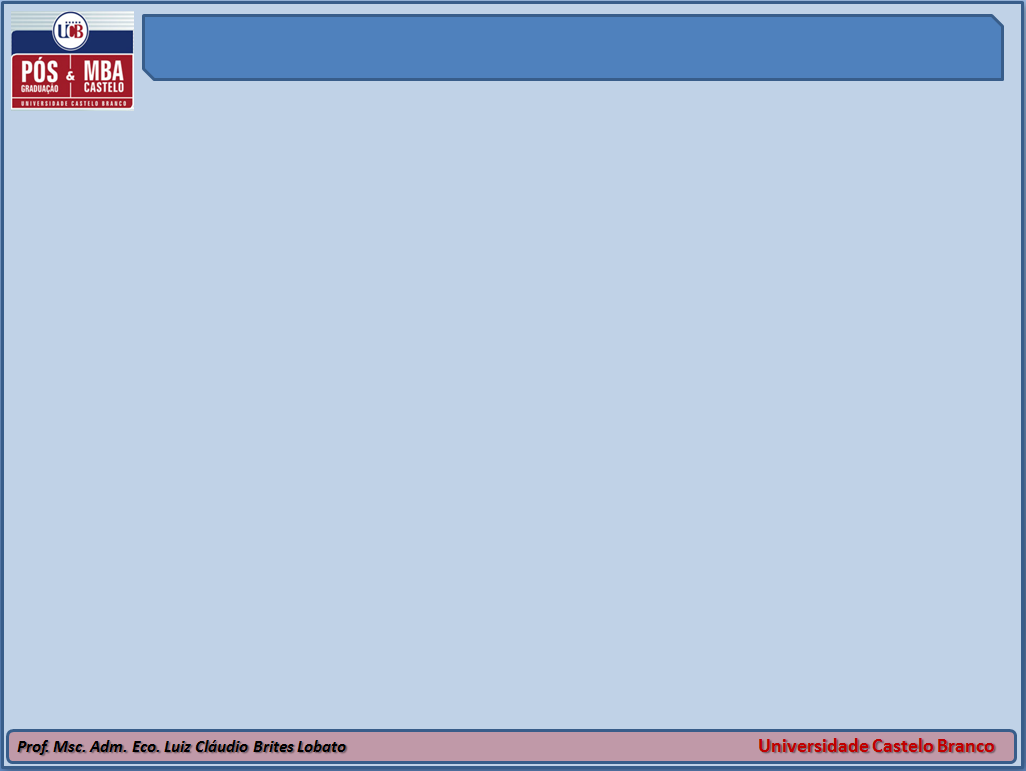 UCB
PÓS & MBA
GRADUAÇÃO CASTELO
UNIVERSIDADE CASTELO BRANCO
Prof. Msc. Adm. Eco. Luiz Cláudio Brites Lobato
Universidade Castelo Branco